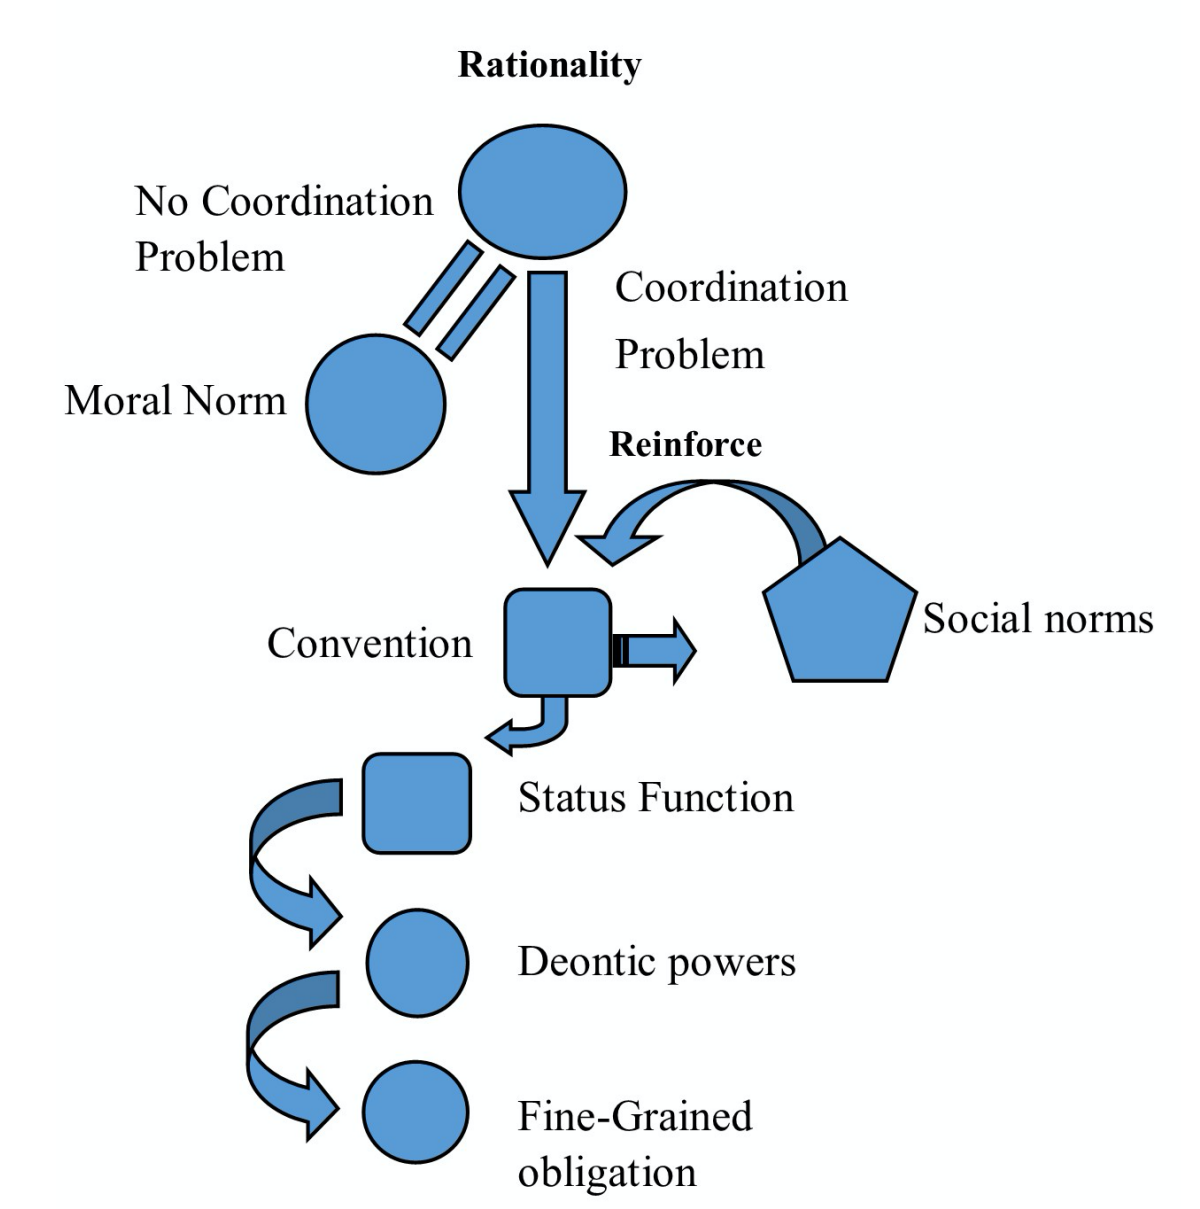 Rationality
No Coordination
Problem
Coordination
Problem
Moral Norm
Reinforce
Social norms
Convention
Status Function
Deontic powers
Fine-Grained
obligation